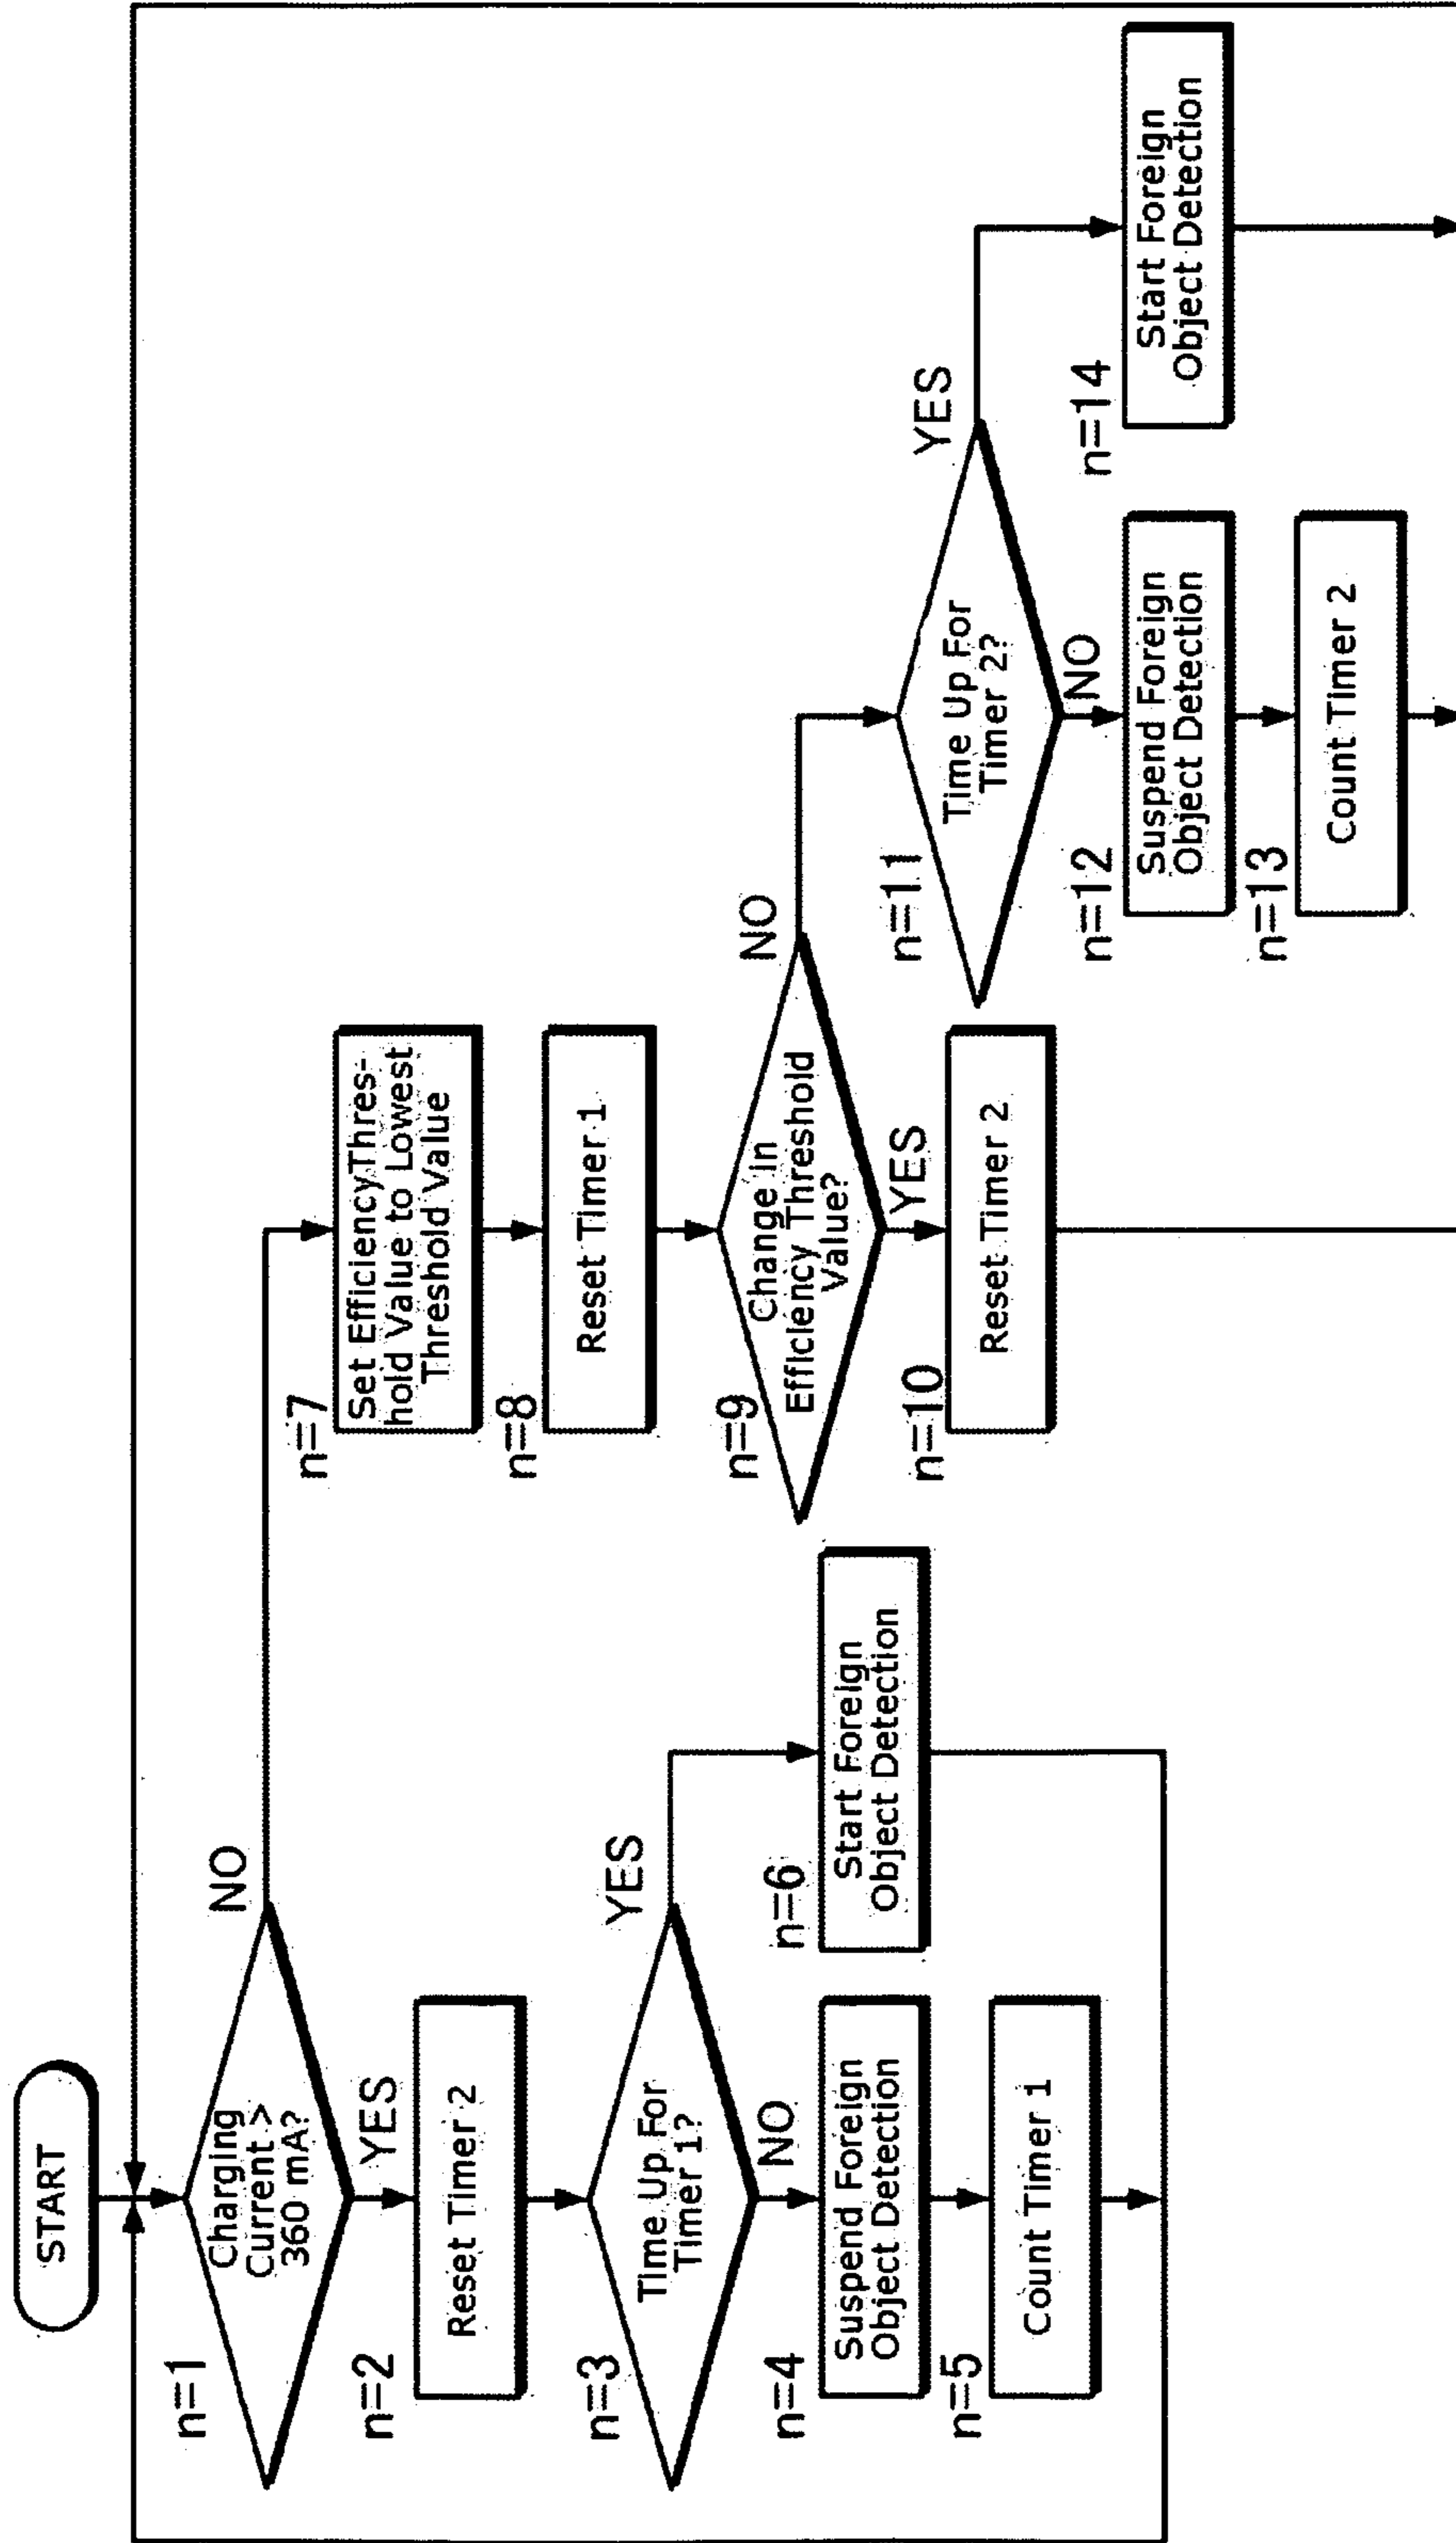 START
n=1
Charging
Current >
360 mA?
NO
YES
n=2
Reset Timer 2
n=3
Time Up For
Timer 1?
YES
NO
n=4
Suspend Foreign
Object Detection
n=5
Count Timer 1
n=6
Start Foreign
Object Detection
n=7
Set EfficiencyThres-
hold Value to Lowest
Threshold Value
n=8
Reset Timer 1
n=9
Change in
Efficiency Threshold
Value?
NO
YES
n=10
Reset Timer 2
n=11
Time Up For
Timer 2?
YES
NO
n=12
Suspend Foreign
Object Detection
n=13
Count Timer 2
n=14
Start Foreign
Object Detection